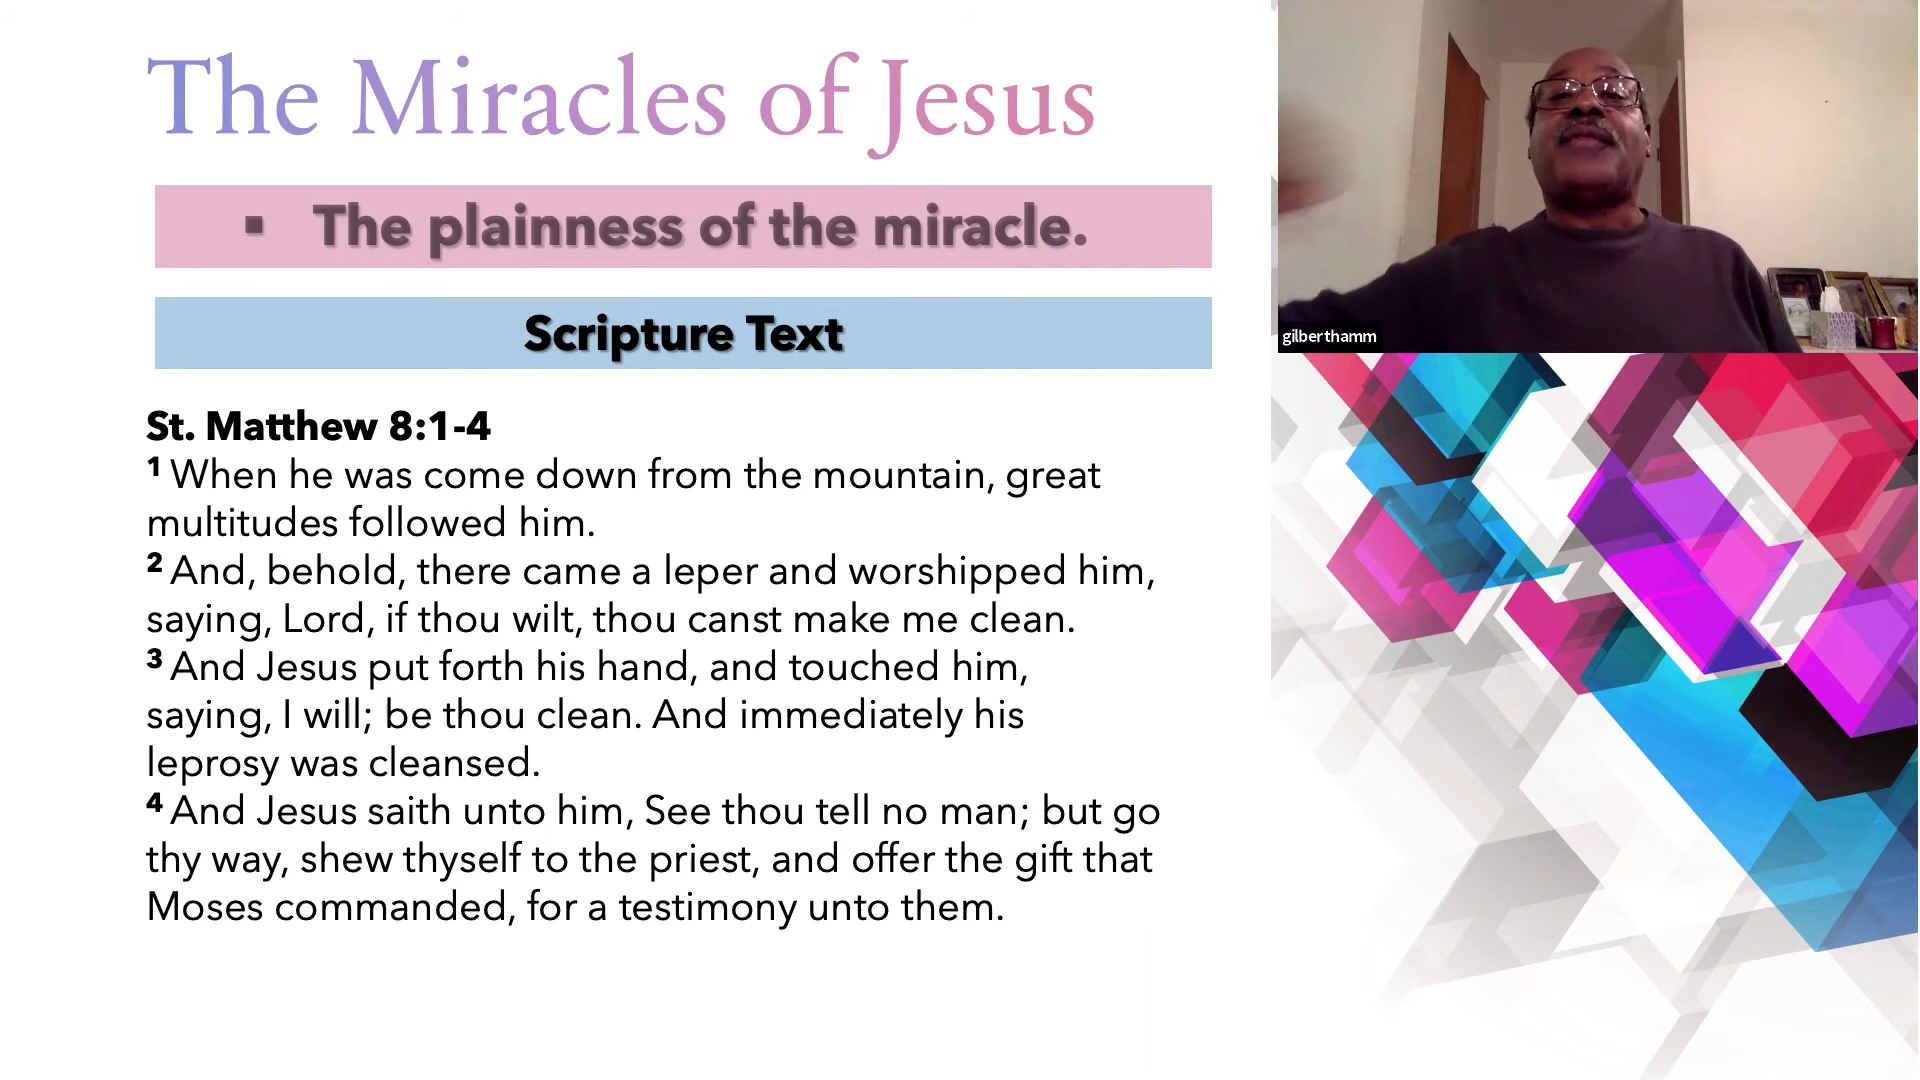 The Miracles of Jesus
▪ The plainness of the miracle.
Scripture Text
St. Matthew 8:1-4
1 When he was come down from the mountain, great
multitudes followed him.
2 And, behold, there came a leper and worshipped him,
saying, Lord, if thou wilt, thou canst make me clean.
3 And Jesus put forth his hand, and touched him,
saying, I will; be thou clean. And immediately his
leprosy was cleansed.
4 And Jesus saith unto him, See thou tell no man; but go
thy way, shew thyself to the priest, and offer the gift that
Moses commanded, for a testimony unto them.
gilberthamm